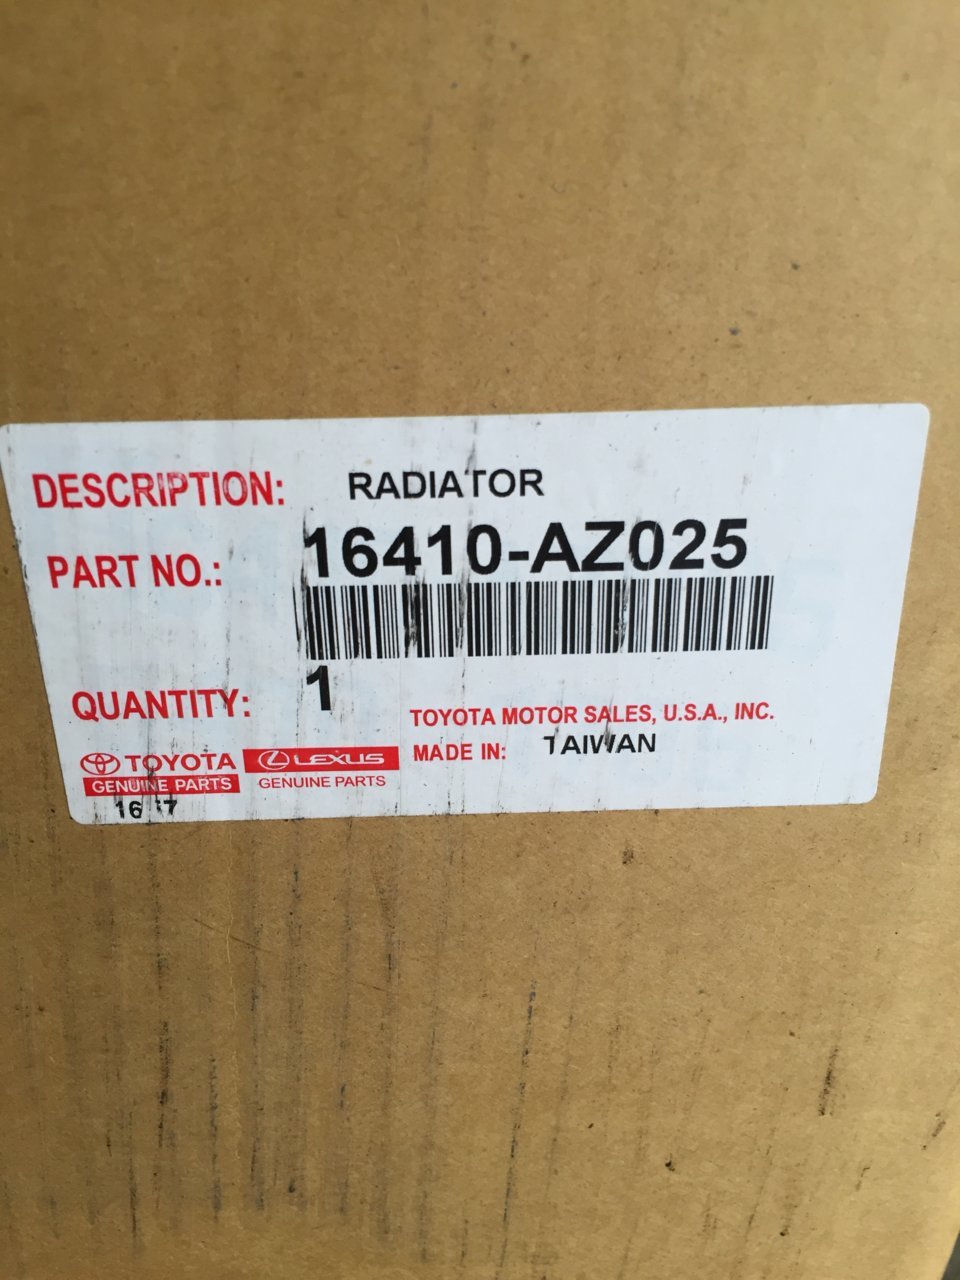 DESCRIPTION: RADIATOR
PART NO.: 16410-AZ025
QUANTITY: 1
TOYOTA MOTOR SALES, U.S.A., INC.
MADE IN: TAIWAN
TOYOTA
GENUINE PARTS
LEXUS
GENUINE PARTS